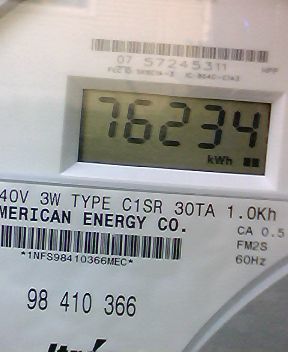 07 57245311
76234
kWh
40V 3W TYPE C1SR 30TA 1.0Kh
MERICAN ENERGY CO.
CA 0.5
FM2S
60Hz
*1NFS98410366MEC*
98 410 366